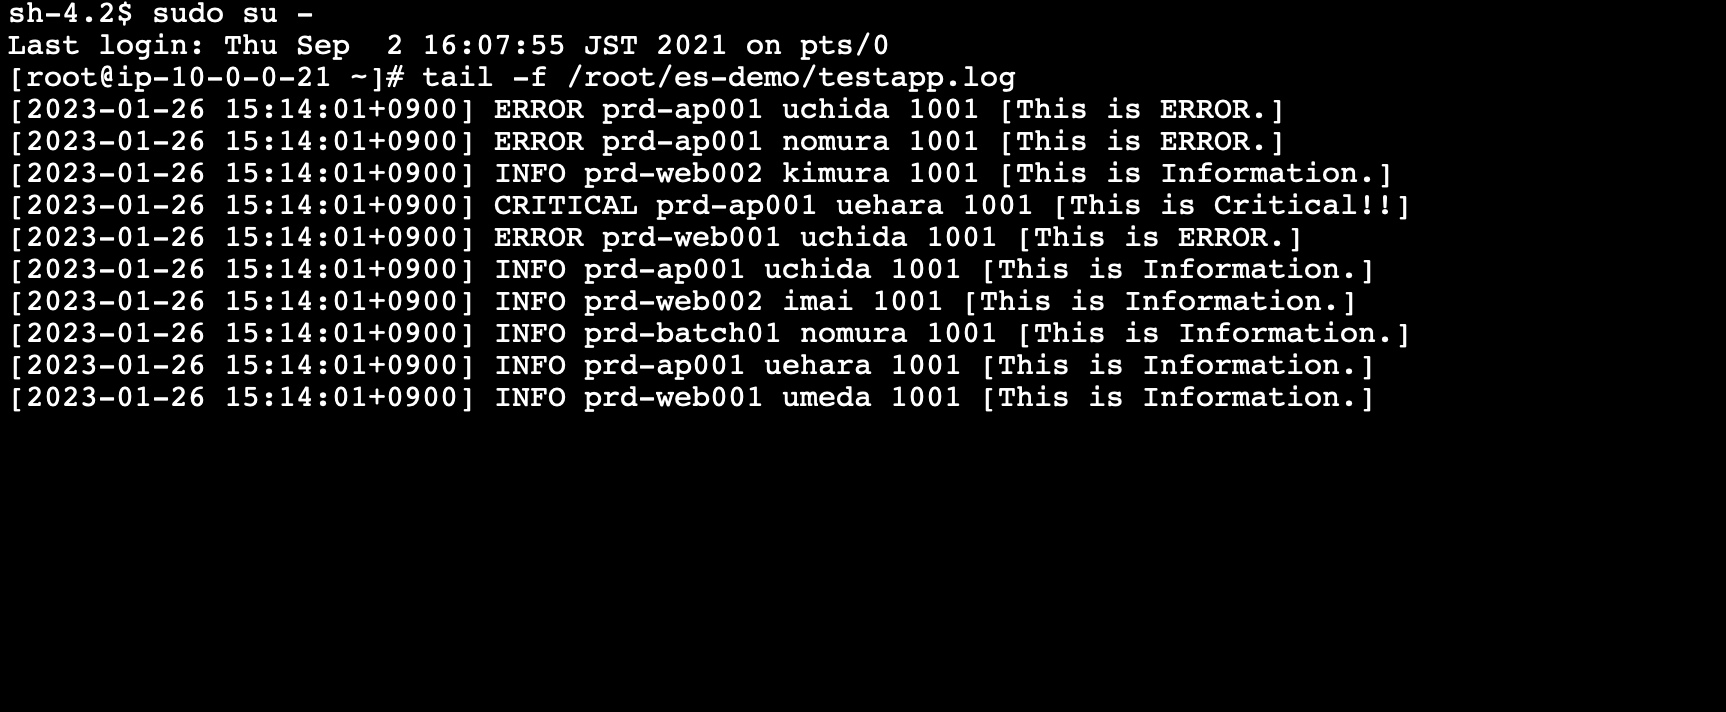 sh-4.2$ sudo su -
Last login: Thu Sep  2 16:07:55 JST 2021 on pts/0
[root@ip-10-0-0-21 ~]# tail -f /root/es-demo/testapp.log
[2023-01-26 15:14:01+0900] ERROR prd-ap001 uchida 1001 [This is ERROR.]
[2023-01-26 15:14:01+0900] ERROR prd-ap001 nomura 1001 [This is ERROR.]
[2023-01-26 15:14:01+0900] INFO prd-web002 kimura 1001 [This is Information.]
[2023-01-26 15:14:01+0900] CRITICAL prd-ap001 uehara 1001 [This is Critical!!]
[2023-01-26 15:14:01+0900] ERROR prd-web001 uchida 1001 [This is ERROR.]
[2023-01-26 15:14:01+0900] INFO prd-ap001 uchida 1001 [This is Information.]
[2023-01-26 15:14:01+0900] INFO prd-web002 imai 1001 [This is Information.]
[2023-01-26 15:14:01+0900] INFO prd-batch01 nomura 1001 [This is Information.]
[2023-01-26 15:14:01+0900] INFO prd-ap001 uehara 1001 [This is Information.]
[2023-01-26 15:14:01+0900] INFO prd-web001 umeda 1001 [This is Information.]